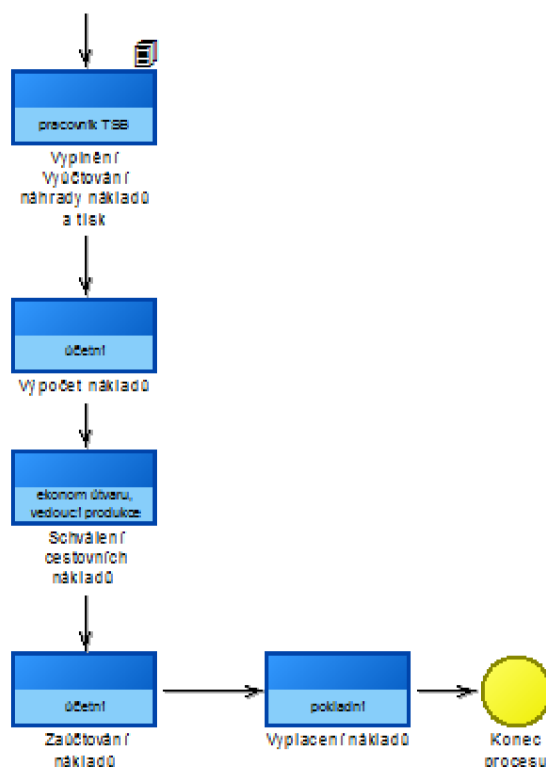 pracovník TSB
Vyplnění
Vyúčtování
náhrady nákladů
a tisk
účetní
Výpočet nákladů
ekonom útvaru,
vedoucí produkce
Schválení
cestovních
nákladů
účetní
Zaúčtování
nákladů
pokladní
Vyplacení nákladů
Konec
procesu